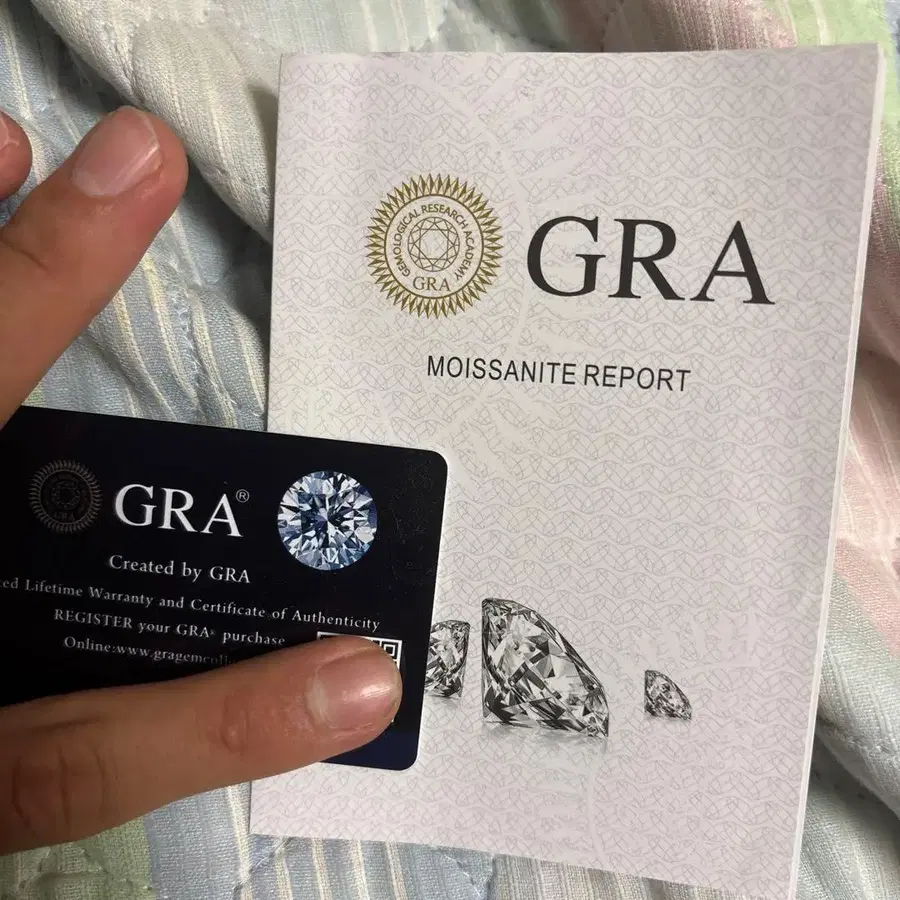 GEMOLOGICAL RESEARCH ACADEMY
GRA
GRA
MOISSANITE REPORT
GRA®
Created by GRA
Lifetime Warranty and Certificate of Authenticity
REGISTER your GRA® purchase